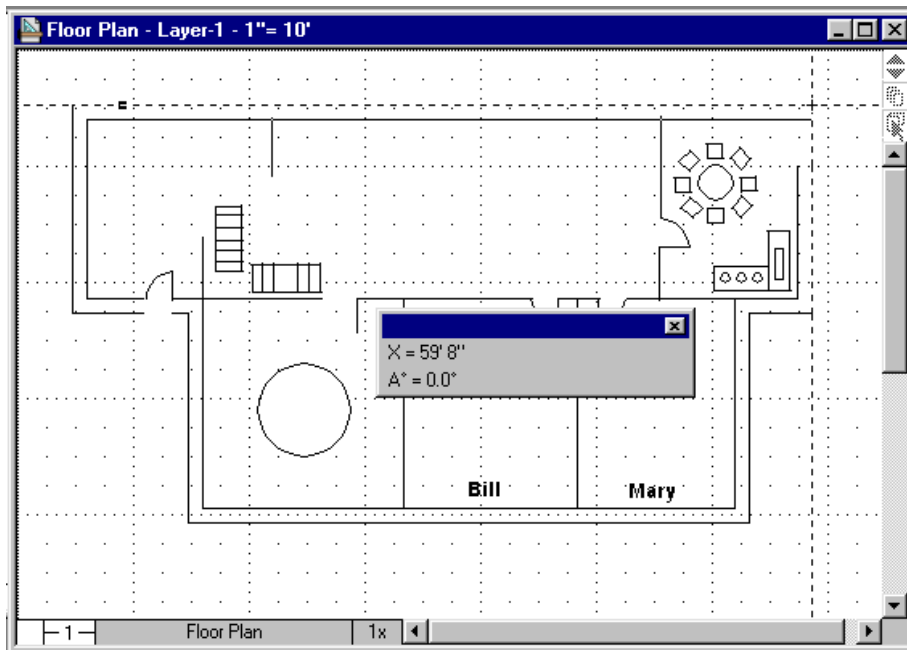 Floor Plan - Layer-1 - 1"= 10'
X = 59' 8"
A° = 0.0°
Bill
Mary
1
Floor Plan
1x